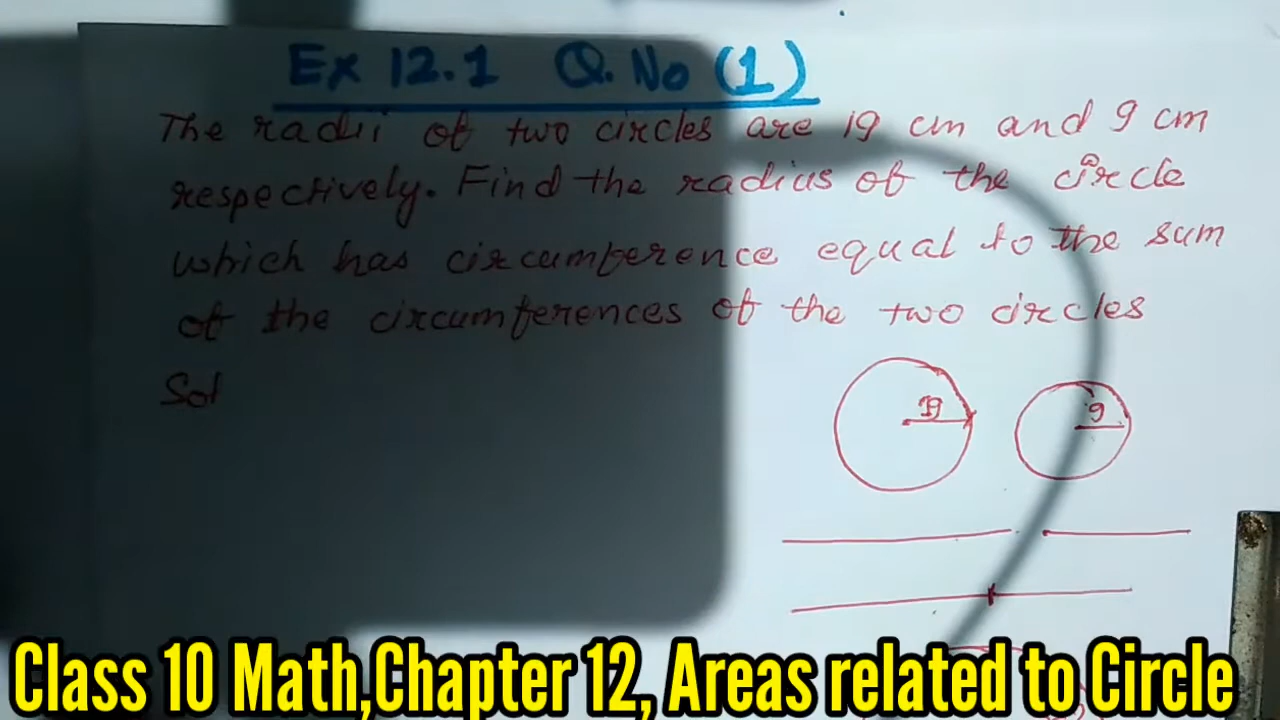 Ex 12.1 Q. No (1)
The radii of two circles are 19 cm and 9 cm
respectively. Find the radius of the circle
which has circumference equal to the sum
of the circumferences of the two circles
Sol
19 9
Class 10 Math,Chapter 12, Areas related to Circle